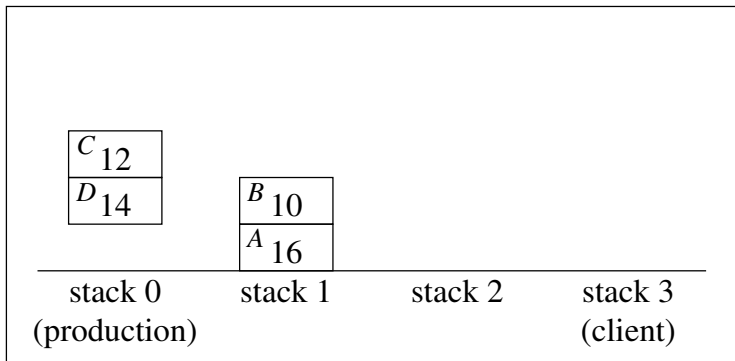 C 12
D 14
B 10
A 16
stack 0
(production)
stack 1
stack 2
stack 3
(client)